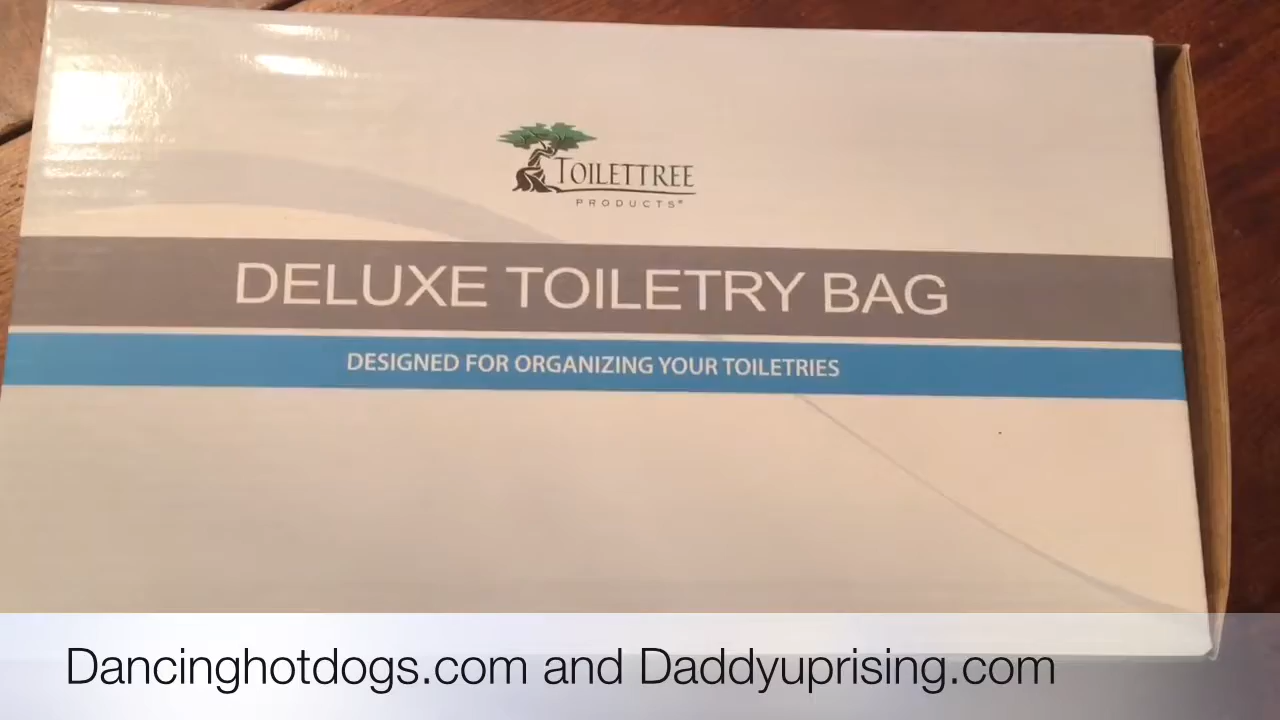 TOILETTREE
PRODUCTS®
DELUXE TOILETRY BAG
DESIGNED FOR ORGANIZING YOUR TOILETRIES
Dancinghotdogs.com and Daddyuprising.com